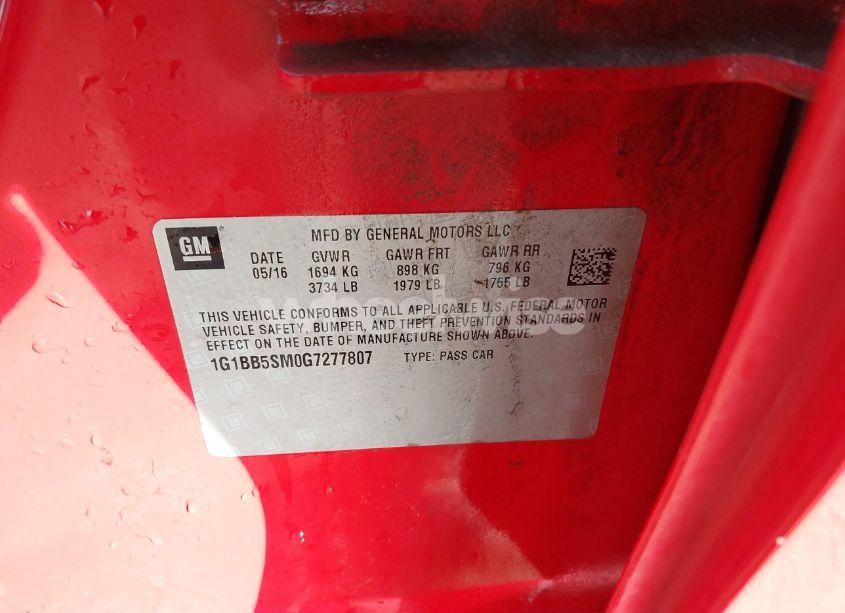 GM
MFD BY GENERAL MOTORS LLC
DATE GVWR GAWR FRT GAWR RR
05/16 1694 KG 898 KG 796 KG
3734 LB 1979 LB 1755 LB
THIS VEHICLE CONFORMS TO ALL APPLICABLE U.S. FEDERAL MOTOR
VEHICLE SAFETY, BUMPER, AND THEFT PREVENTION STANDARDS IN
EFFECT ON THE DATE OF MANUFACTURE SHOWN ABOVE.
1G1BB5SM0G7277807 TYPE: PASS CAR